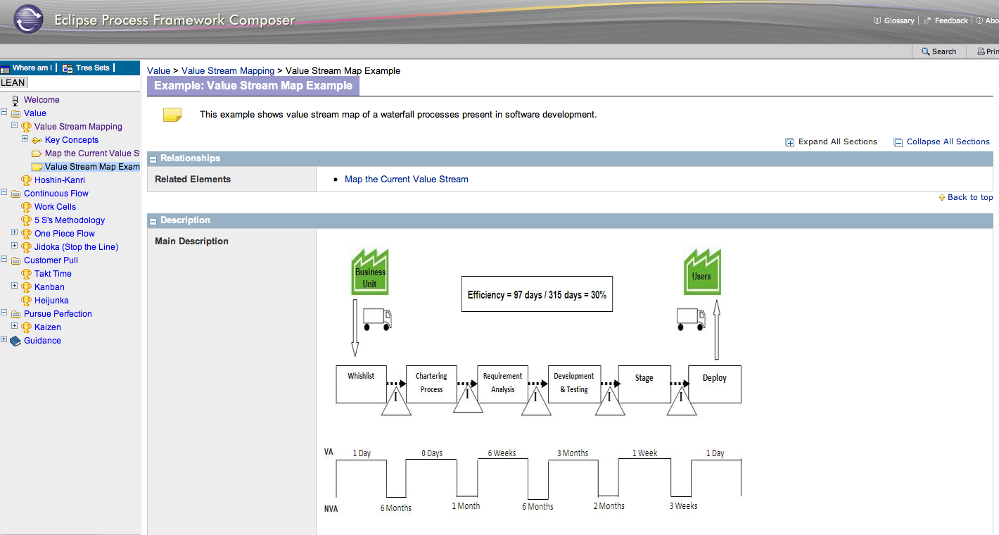 Eclipse Process Framework Composer
Glossary
Feedback
Abo
Search
Prin
Where am I
Tree Sets
LEAN
Welcome
Value
Value Stream Mapping
Key Concepts
Map the Current Value S
Value Stream Map Exam
Hoshin-Kanri
Continuous Flow
Work Cells
5 S's Methodology
One Piece Flow
Jidoka (Stop the Line)
Customer Pull
Takt Time
Kanban
Heijunka
Pursue Perfection
Kaizen
Guidance
Value > Value Stream Mapping > Value Stream Map Example
Example: Value Stream Map Example
This example shows value stream map of a waterfall processes present in software development.
Expand All Sections
Collapse All Sections
Relationships
Related Elements
• Map the Current Value Stream
Back to top
Description
Main Description
Business
Unit
Efficiency = 97 days / 315 days = 30%
Users
Whishlist
Chartering
Process
Requirement
Analysis
Development
& Testing
Stage
Deploy
I
I
I
I
I
VA
1 Day
0 Days
6 Weeks
3 Months
1 Week
1 Day
NVA
6 Months
1 Month
6 Months
2 Months
3 Weeks